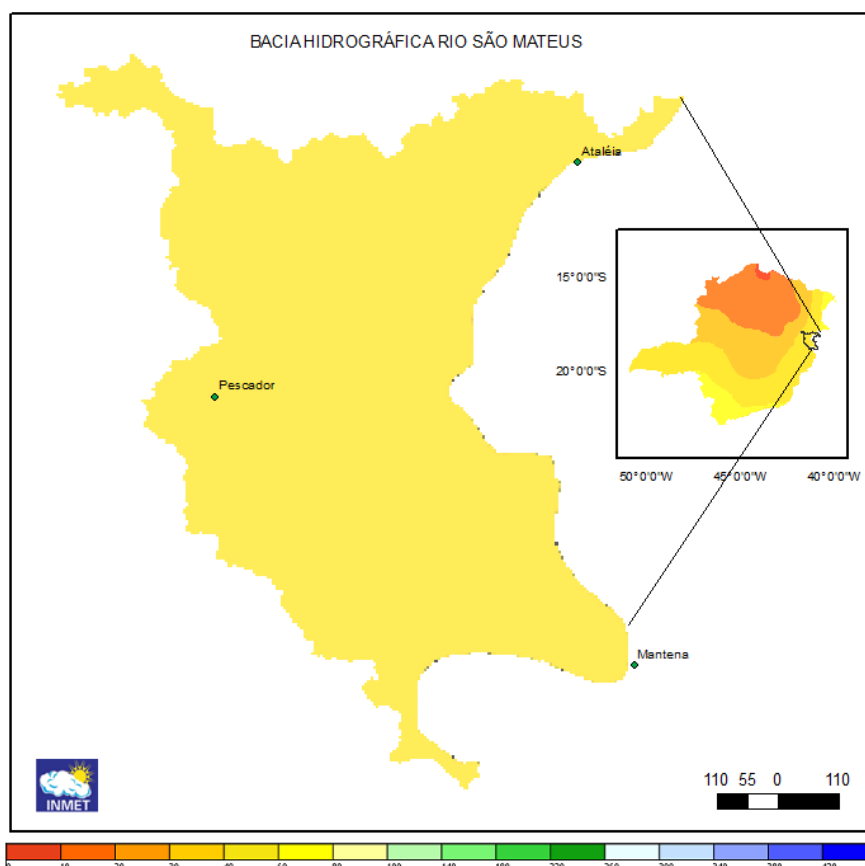 BACIA HIDROGRÁFICA RIO SÃO MATEUS
Ataléia
15°0'0"S
20°0'0"S
50°0'0"W 45°0'0"W 40°0'0"W
Pescador
Mantena
INMET
110 55 0 110